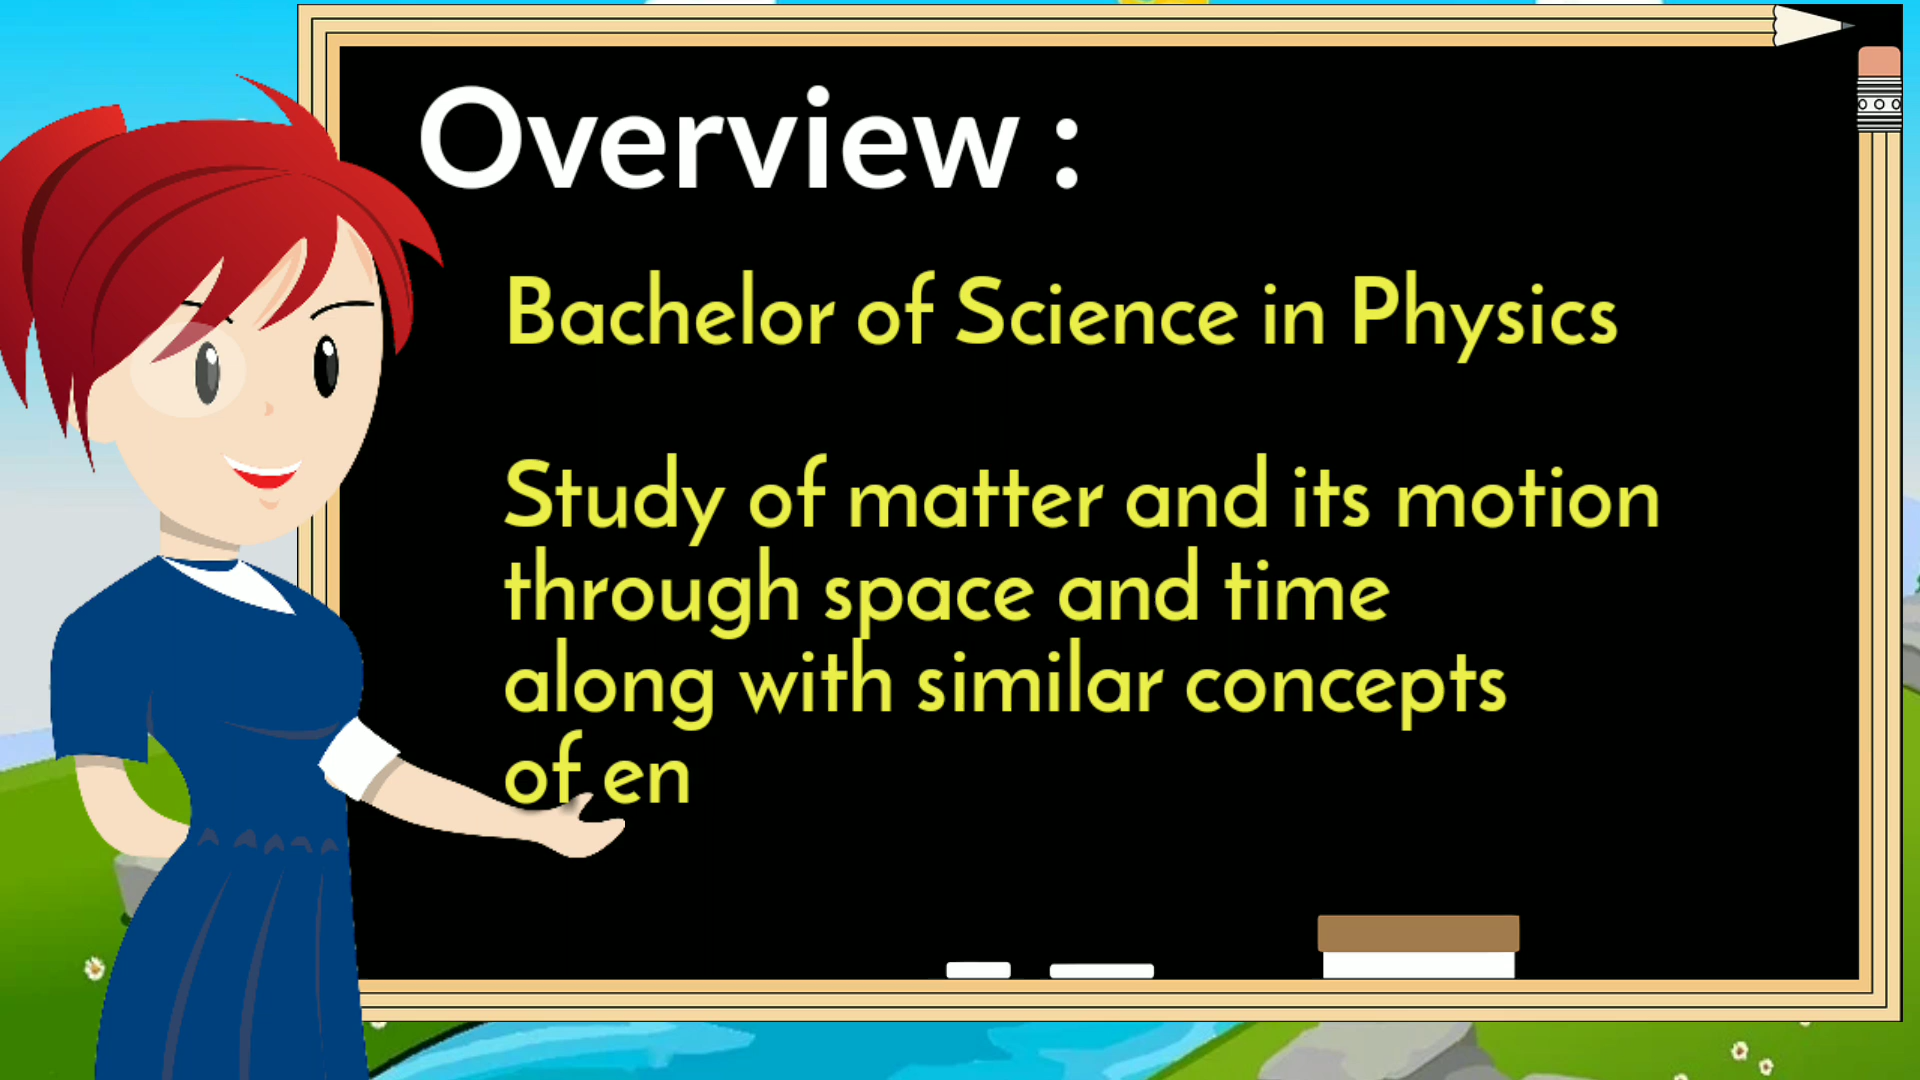 Overview :
Bachelor of Science in Physics
Study of matter and its motion
through space and time
along with similar concepts
of en